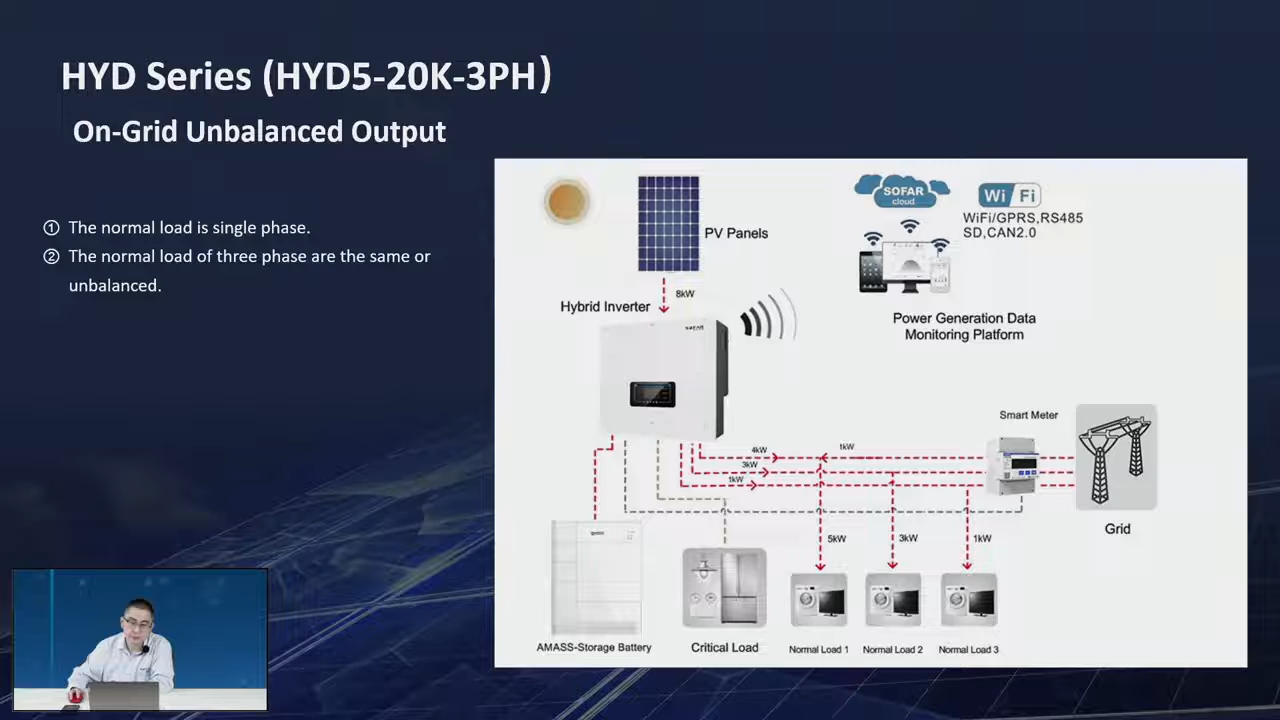 HYD Series (HYD5-20K-3PH)
On-Grid Unbalanced Output
① The normal load is single phase.
② The normal load of three phase are the same or
unbalanced.
SOFAR
cloud
Wi Fi
WiFi/GPRS,RS485
SD,CAN2.0
PV Panels
8kW
Hybrid Inverter
SOFAR
Power Generation Data
Monitoring Platform
Smart Meter
4kW
1kW
3kW
1kW
Grid
5kW
3kW
1kW
AMASS-Storage Battery
Critical Load
Normal Load 1
Normal Load 2
Normal Load 3